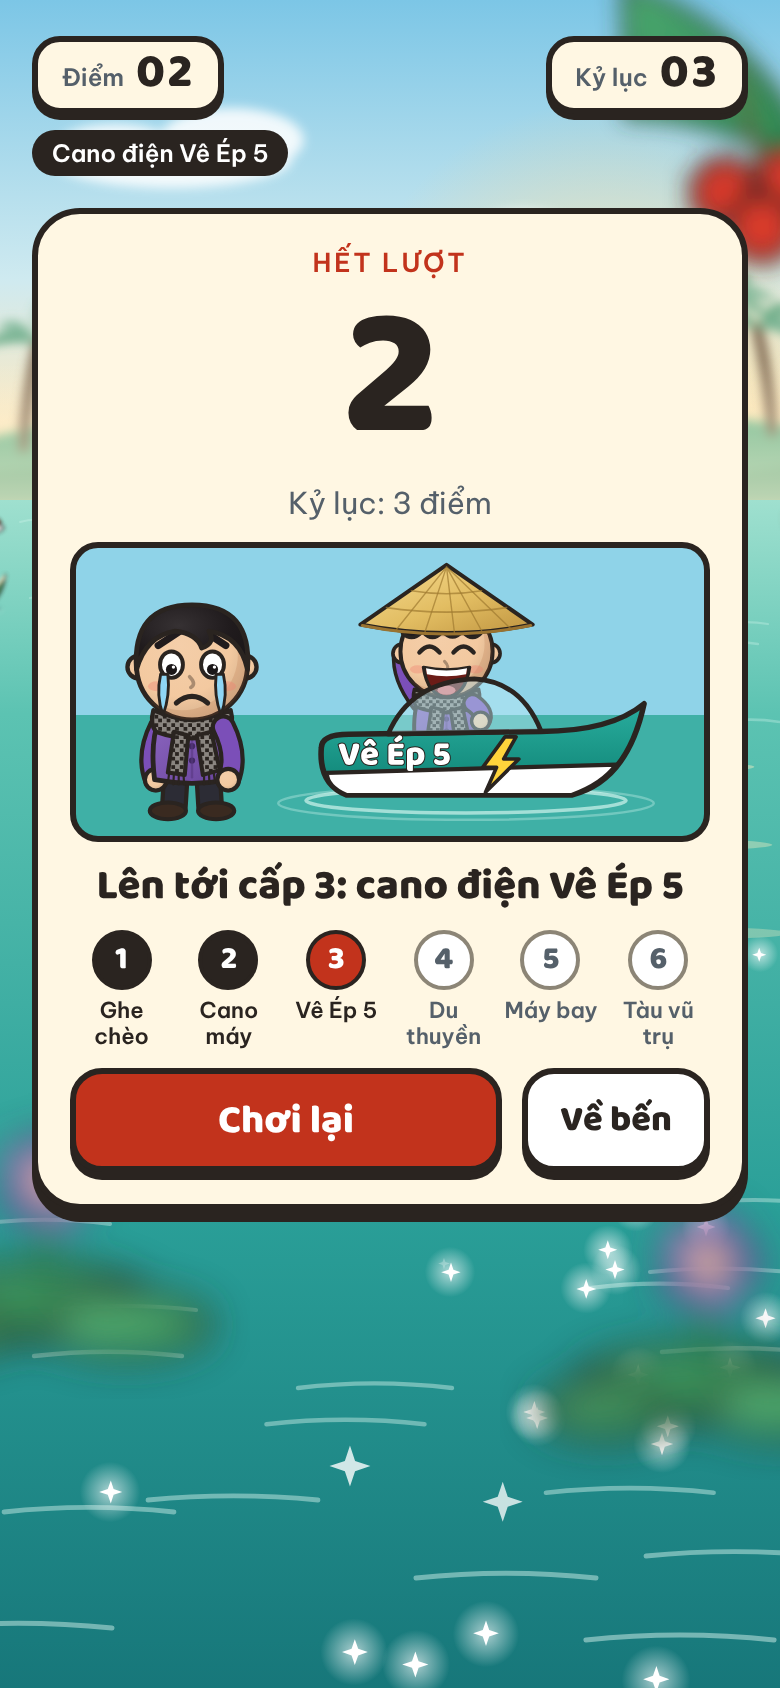 Điểm 02
Kỷ lục 03
Cano điện Vê Ép 5
HẾT LƯỢT
2
Kỷ lục: 3 điểm
Vê Ép 5
Lên tới cấp 3: cano điện Vê Ép 5
1 2 3 4 5 6
Ghe chèo
Cano máy
Vê Ép 5
Du thuyền
Máy bay
Tàu vũ trụ
Chơi lại
Về bến